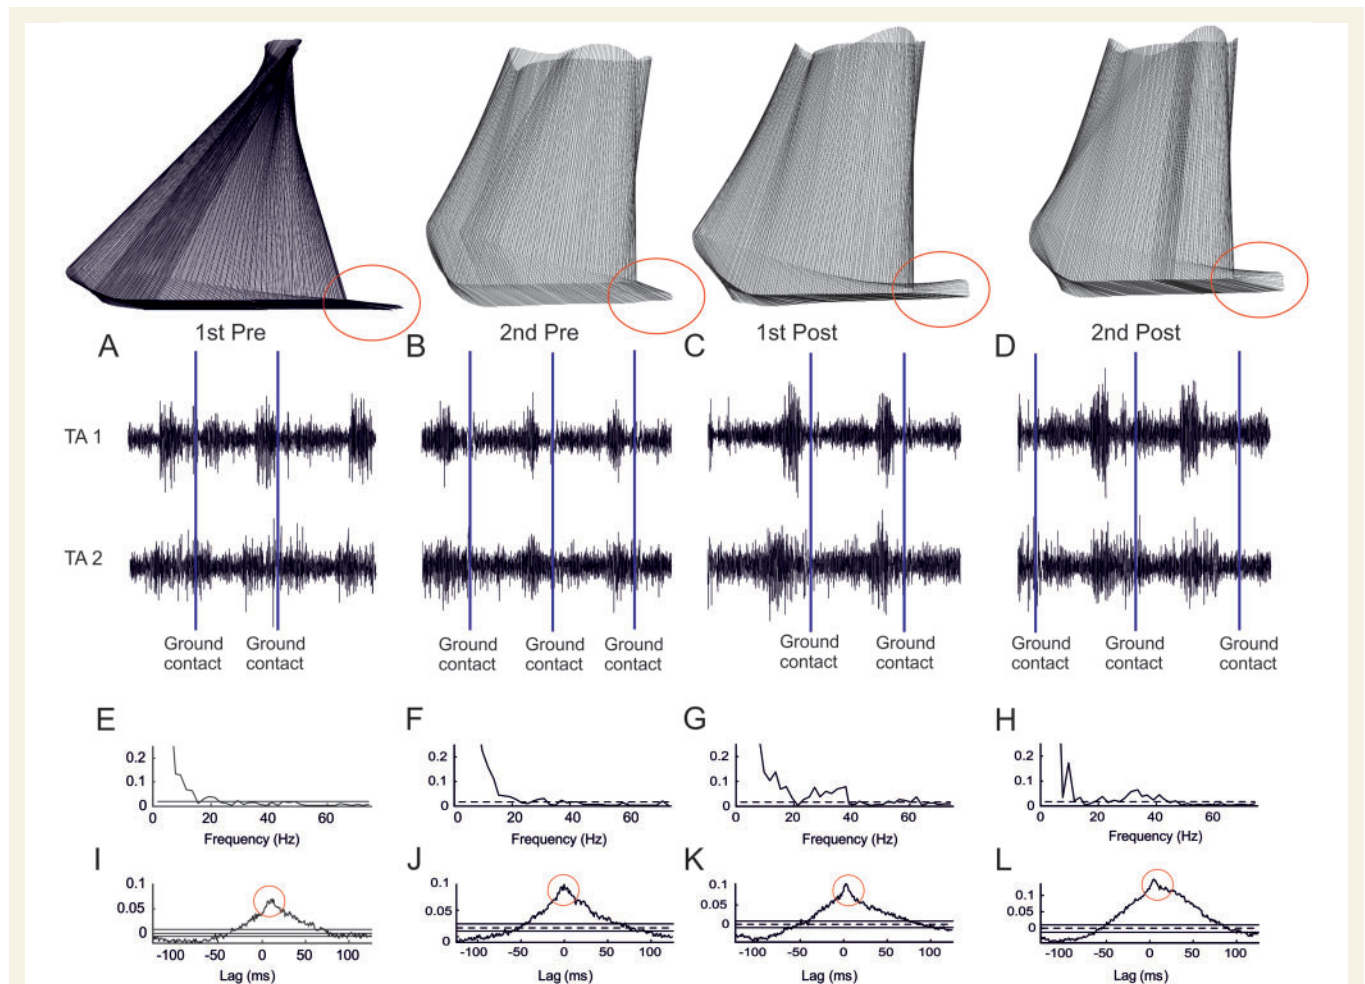 1st Pre 2nd Pre 1st Post 2nd Post
A B C D
TA 1
TA 2
Ground contact Ground contact Ground contact Ground contact Ground contact Ground contact Ground contact Ground contact Ground contact Ground contact
E F G H
0.2 0.2 0.2 0.2
0.1 0.1 0.1 0.1
0 0 0 0
0 20 40 60 0 20 40 60 0 20 40 60 0 20 40 60
Frequency (Hz) Frequency (Hz) Frequency (Hz) Frequency (Hz)
I J K L
0.1 0.1 0.1 0.1
0.05 0.05 0.05 0.05
0 0 0 0
-100 -50 0 50 100 -100 -50 0 50 100 -100 -50 0 50 100 -100 -50 0 50 100
Lag (ms) Lag (ms) Lag (ms) Lag (ms)